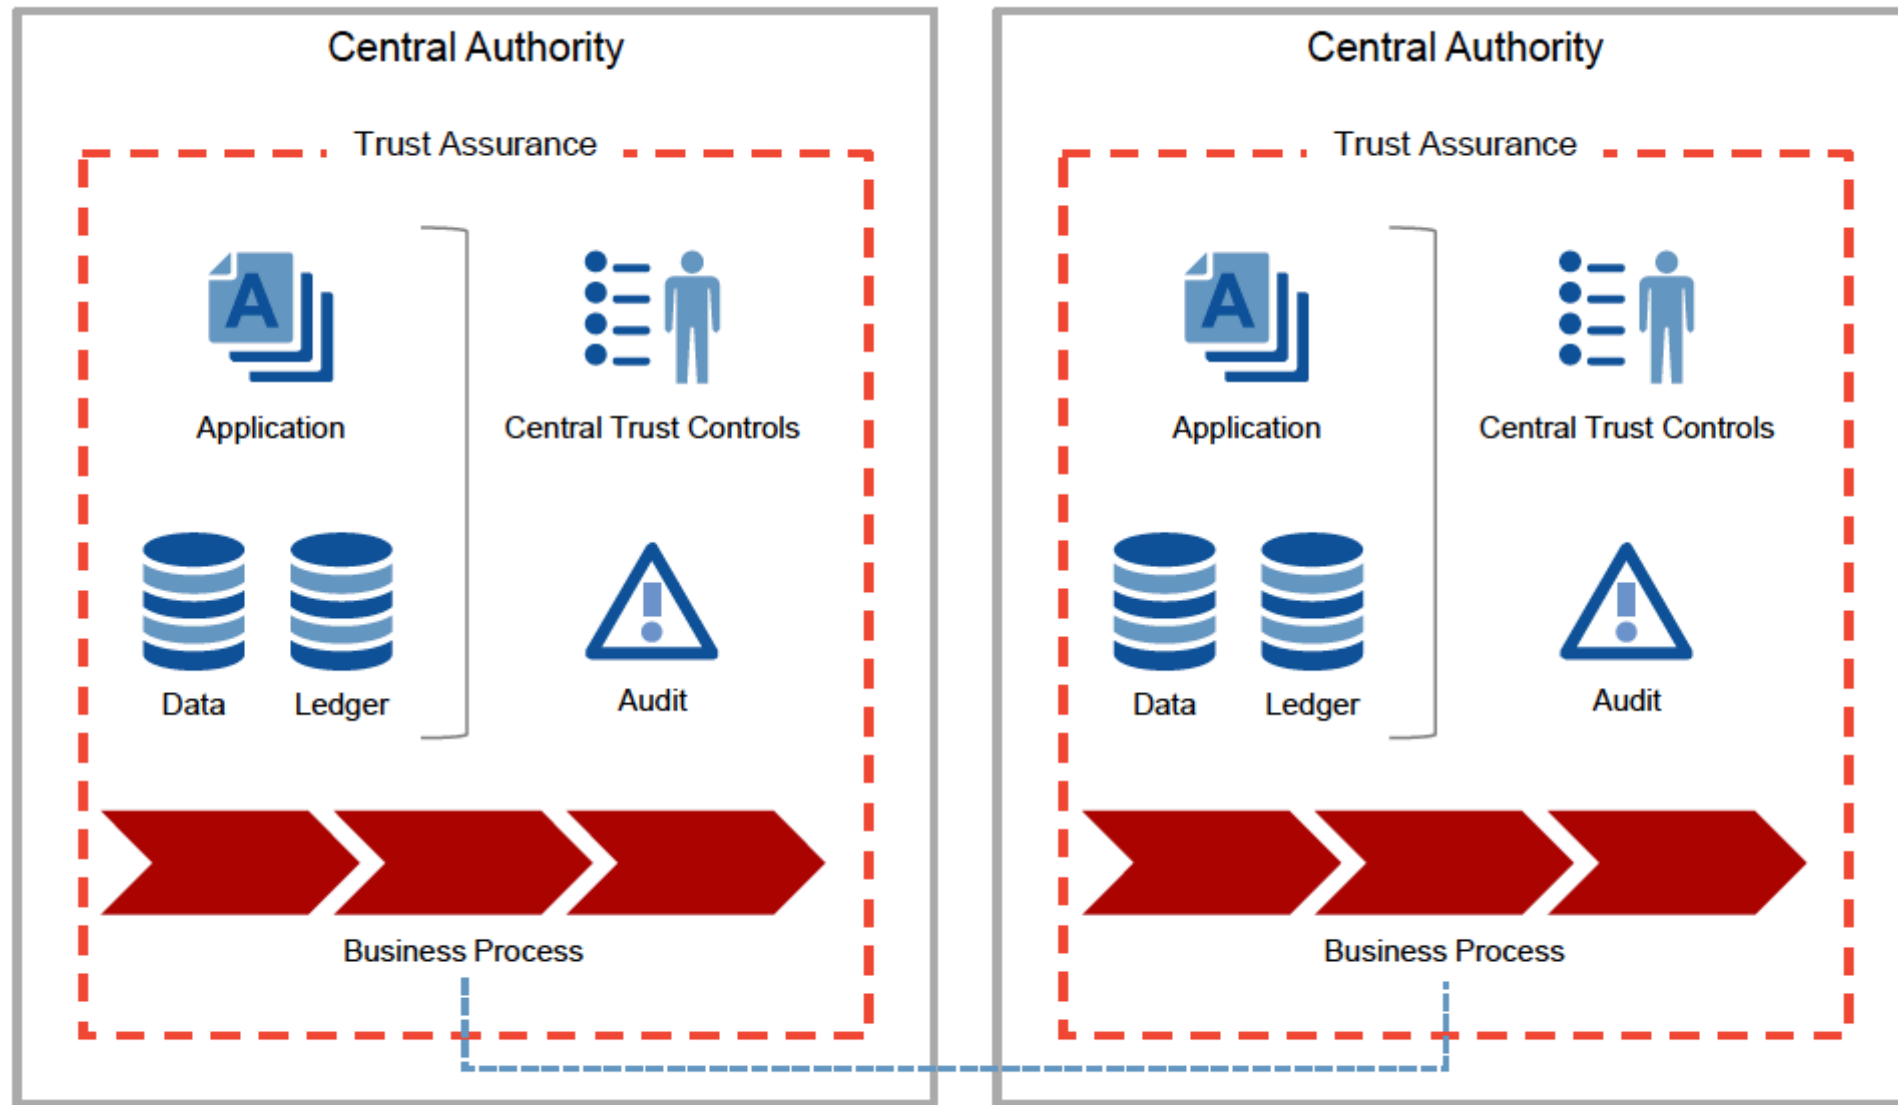 Central Authority
Trust Assurance
A
Application
Central Trust Controls
Data
Ledger
Audit
Business Process
Central Authority
Trust Assurance
A
Application
Central Trust Controls
Data
Ledger
Audit
Business Process